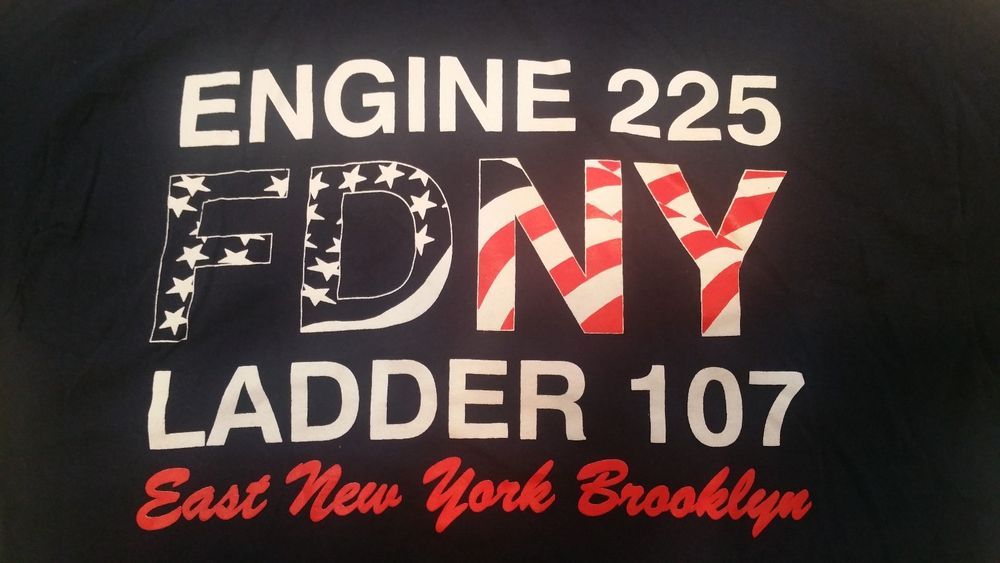 ENGINE 225
FDNY
LADDER 107
East New York Brooklyn